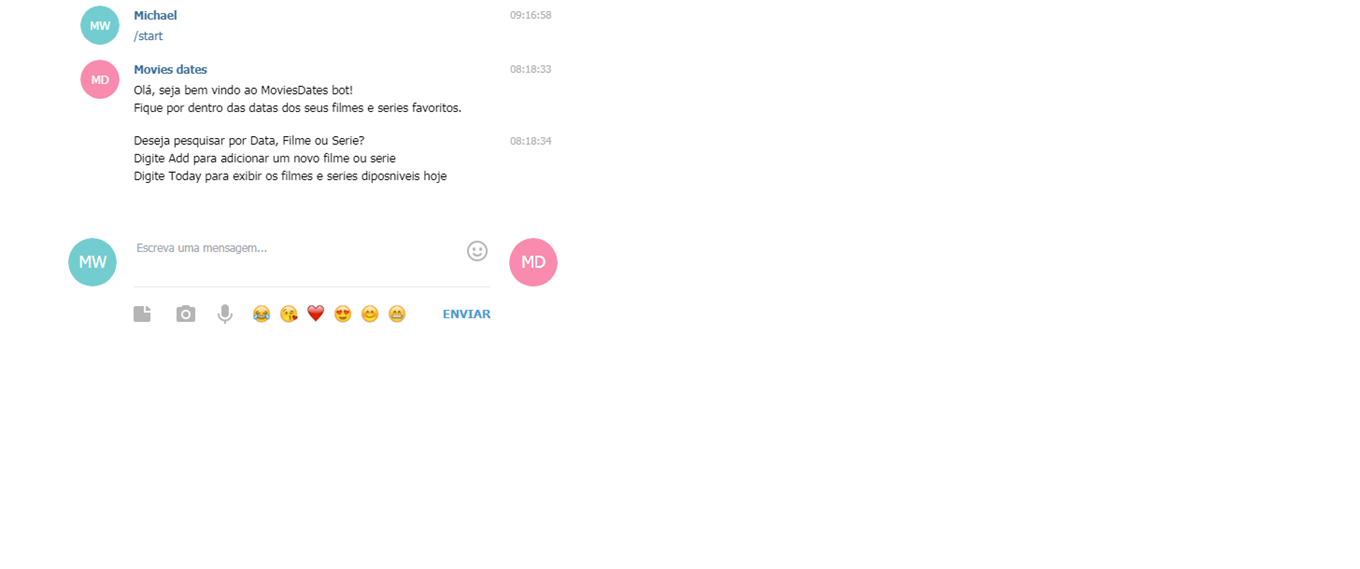 MW
Michael
09:16:58
/start
MD
Movies dates
08:18:33
Olá, seja bem vindo ao MoviesDates bot!
Fique por dentro das datas dos seus filmes e series favoritos.
Deseja pesquisar por Data, Filme ou Serie?
08:18:34
Digite Add para adicionar um novo filme ou serie
Digite Today para exibir os filmes e series diposniveis hoje
MW
Escreva uma mensagem...
MD
ENVIAR